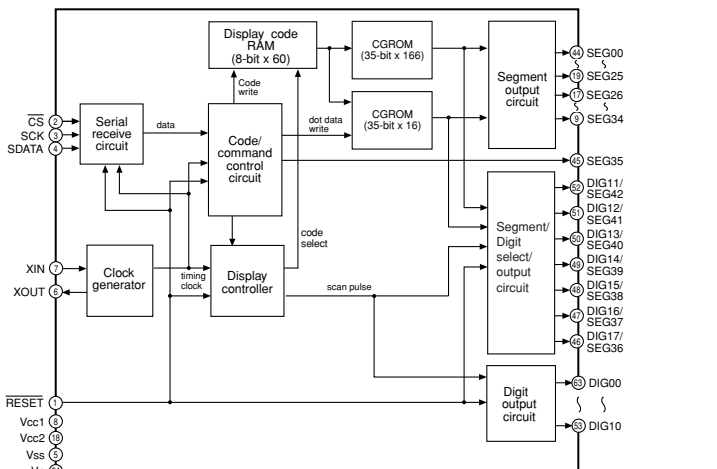 Display code
RAM
(8-bit x 60)
CGROM
(35-bit x 166)
Segment
output
circuit
44 SEG00
19 SEG25
17 SEG26
9 SEG34
Code
write
CS 2
SCK 3
SDATA 4
Serial
receive
circuit
data
Code/
command
control
circuit
dot data
write
CGROM
(35-bit x 16)
45 SEG35
52 DIG11/
SEG42
51 DIG12/
SEG41
50 DIG13/
SEG40
49 DIG14/
SEG39
48 DIG15/
SEG38
47 DIG16/
SEG37
46 DIG17/
SEG36
Segment/
Digit
select/
output
circuit
code
select
XIN 7
XOUT 6
Clock
generator
timing
clock
Display
controller
scan pulse
63 DIG00
53 DIG10
Digit
output
circuit
RESET 1
Vcc1 8
Vcc2 18
Vss 5